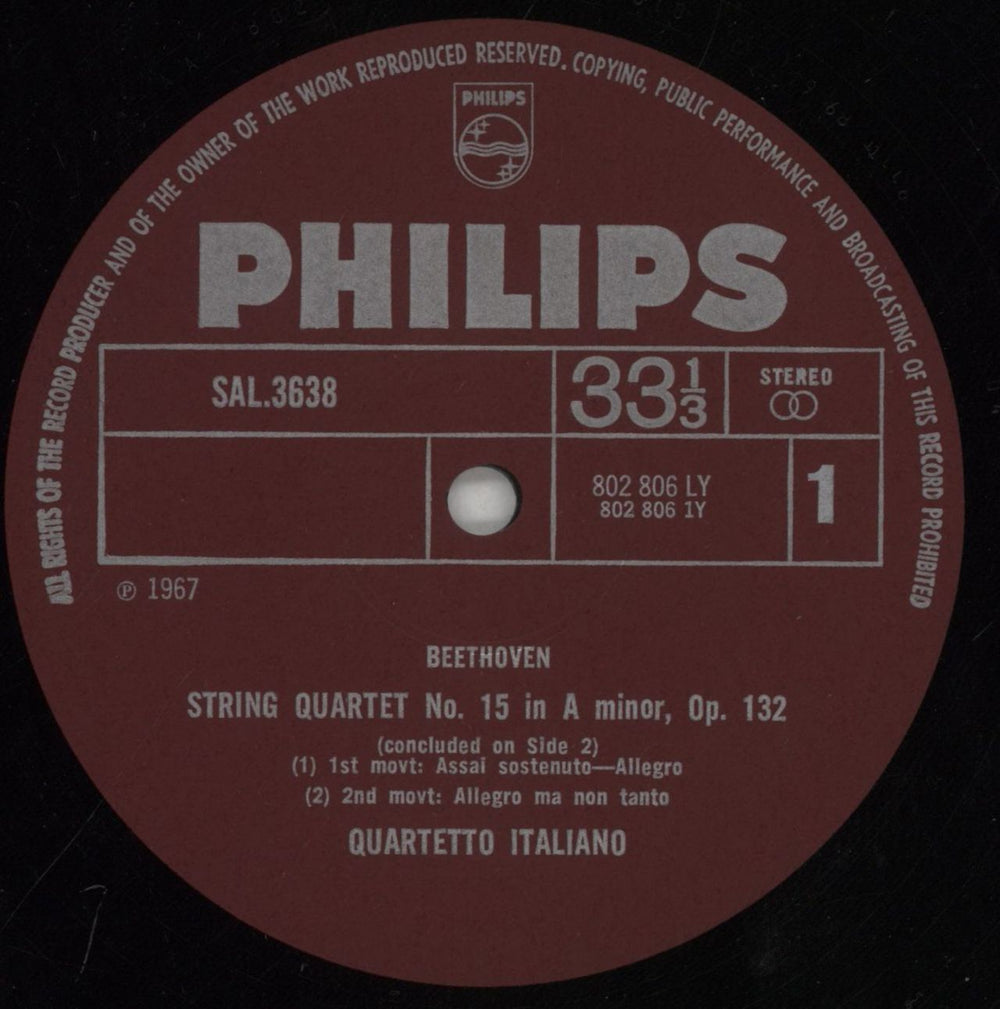 ALL RIGHTS OF THE RECORD PRODUCER AND OF THE OWNER OF THE WORK REPRODUCED RESERVED. COPYING, PUBLIC PERFORMANCE AND BROADCASTING OF THIS RECORD PROHIBITED
PHILIPS
PHILIPS
SAL.3638
33 1/3
STEREO
802 806 LY
802 806 1Y
1
℗ 1967
BEETHOVEN
STRING QUARTET No. 15 in A minor, Op. 132
(concluded on Side 2)
(1) 1st movt: Assai sostenuto—Allegro
(2) 2nd movt: Allegro ma non tanto
QUARTETTO ITALIANO